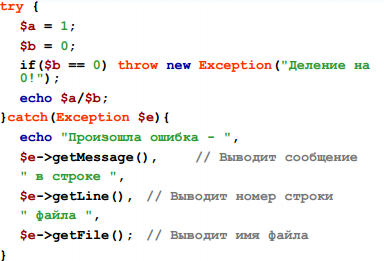 try {
$a = 1;
$b = 0;
if($b == 0) throw new Exception("Деление на
0!");
echo $a/$b;
}catch(Exception $e){
echo "Произошла ошибка - ",
$e->getMessage(), // Выводит сообщение
" в строке ",
$e->getLine(), // Выводит номер строки
" файла ",
$e->getFile(); // Выводит имя файла
}